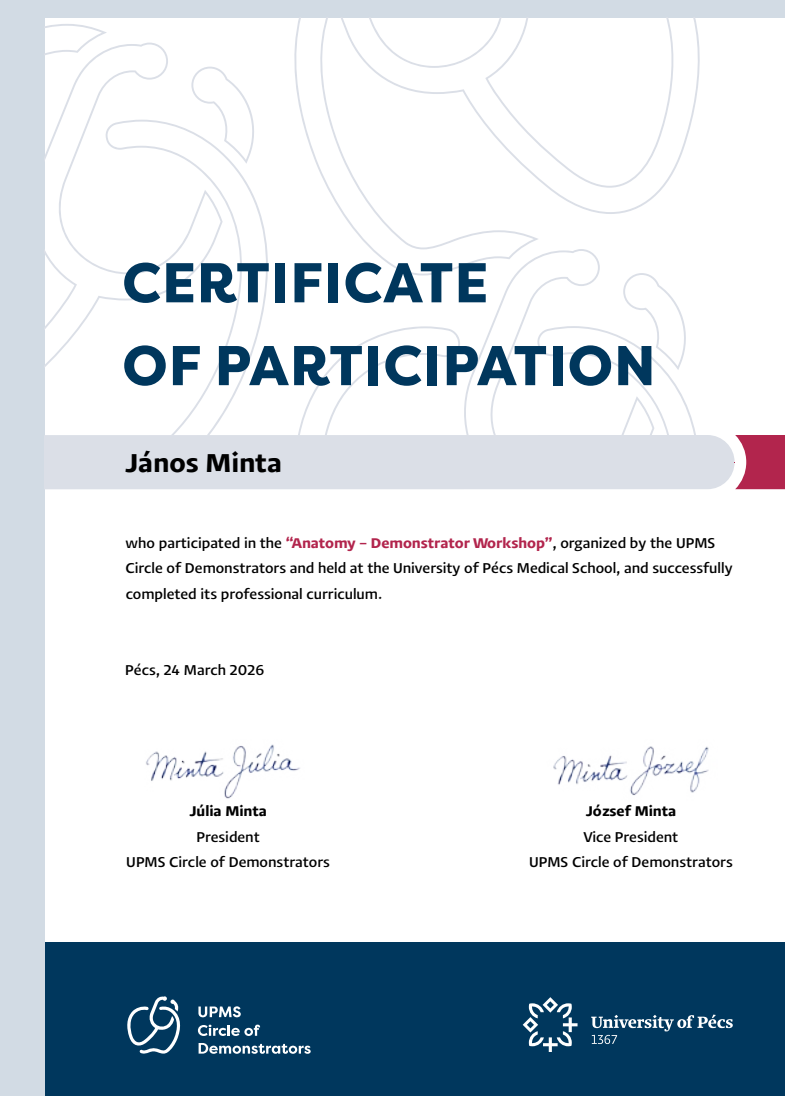 CERTIFICATE
OF PARTICIPATION
János Minta
who participated in the “Anatomy – Demonstrator Workshop”, organized by the UPMS
Circle of Demonstrators and held at the University of Pécs Medical School, and successfully
completed its professional curriculum.
Pécs, 24 March 2026
Minta Júlia
Júlia Minta
President
UPMS Circle of Demonstrators
Minta József
József Minta
Vice President
UPMS Circle of Demonstrators
UPMS
Circle of
Demonstrators
University of Pécs
1367